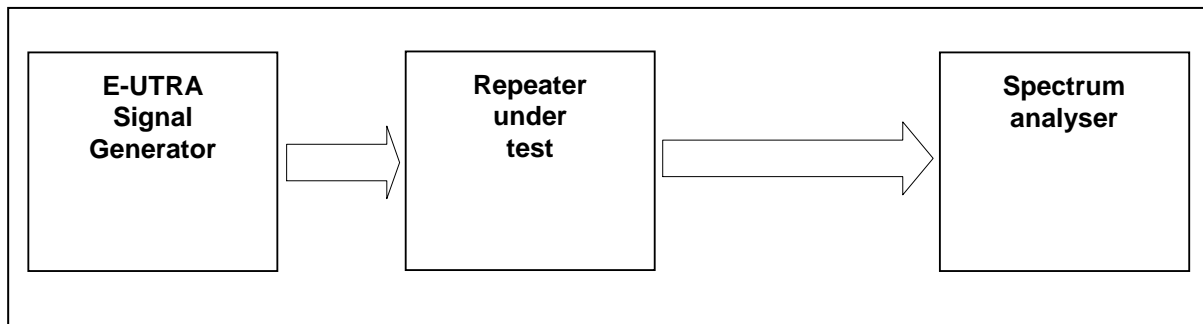 E-UTRA
Signal
Generator
Repeater
under
test
Spectrum
analyser